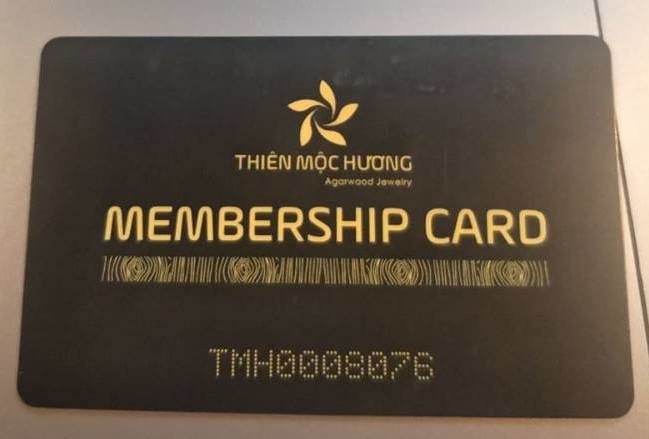 THIÊN MỘC HƯƠNG
Agarwood Jewelry
MEMBERSHIP CARD
TMH0008076